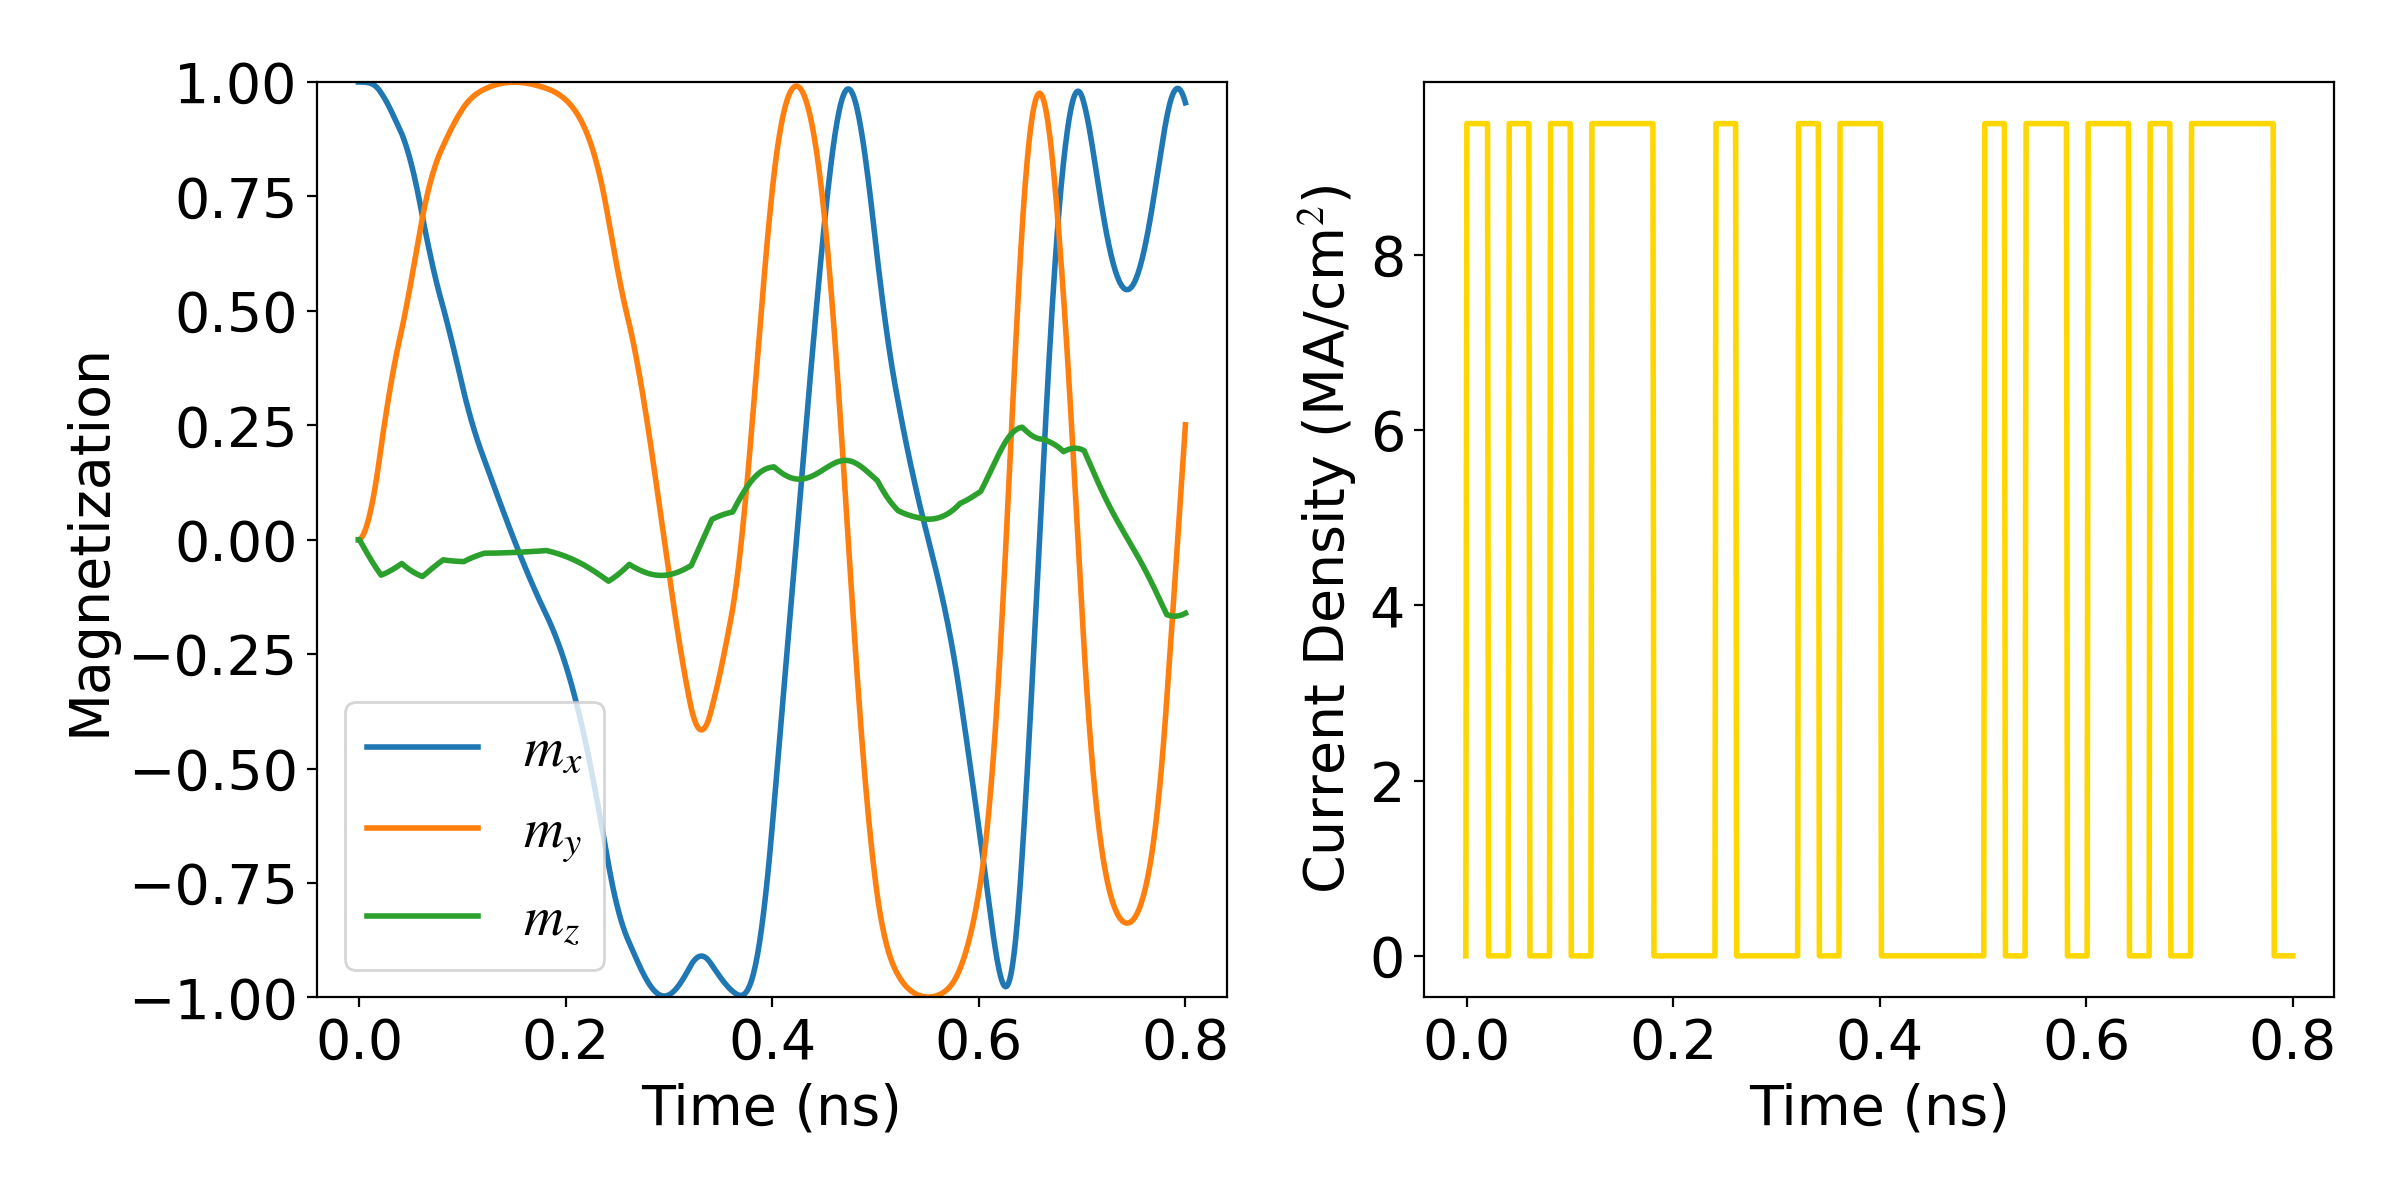 Magnetization
1.00
0.75
0.50
0.25
0.00
−0.25
−0.50
−0.75
−1.00
m_x
m_y
m_z
0.0 0.2 0.4 0.6 0.8
Time (ns)
Current Density (MA/cm²)
8
6
4
2
0
0.0 0.2 0.4 0.6 0.8
Time (ns)